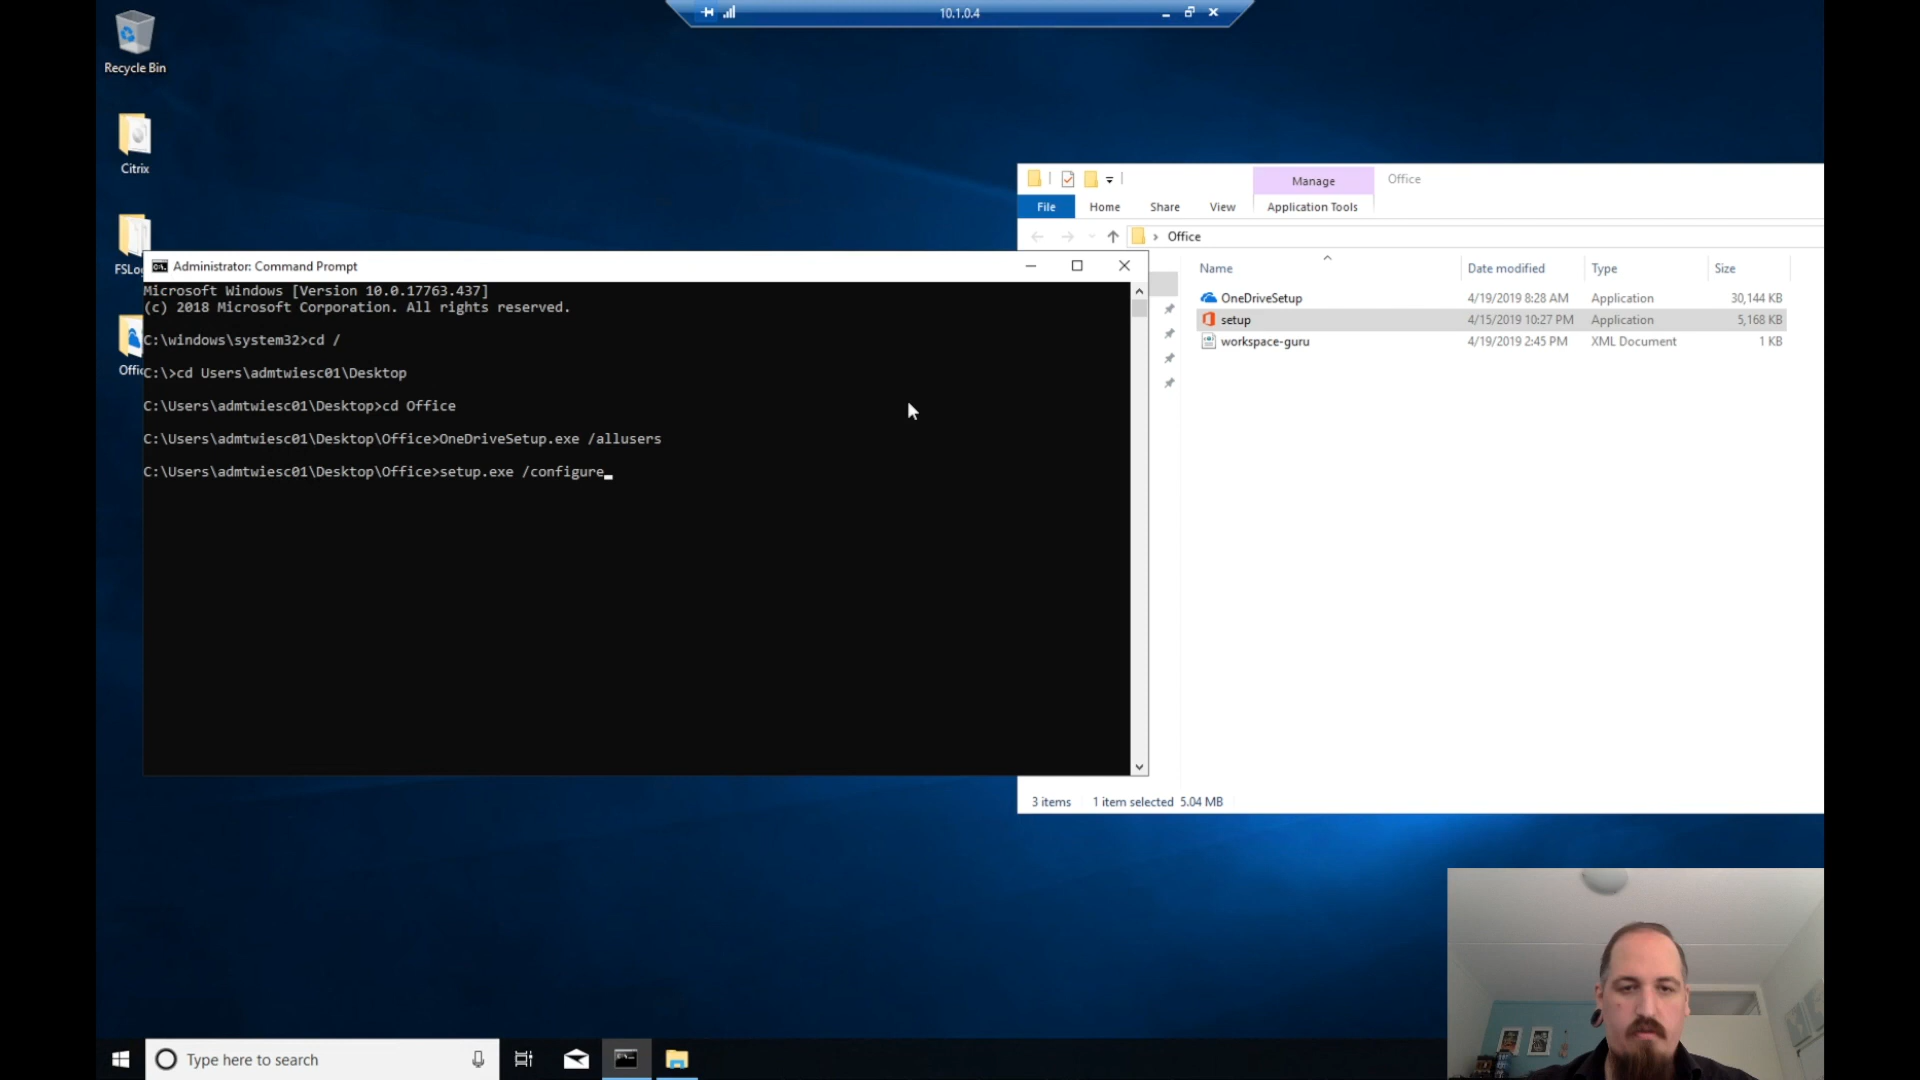 10.1.0.4
Recycle Bin
Citrix
Manage
Office
File
Home
Share
View
Application Tools
Office
Administrator: Command Prompt
Microsoft Windows [Version 10.0.17763.437]
(c) 2018 Microsoft Corporation. All rights reserved.
C:\windows\system32>cd /
C:\>cd Users\admtwiesc01\Desktop
C:\Users\admtwiesc01\Desktop>cd Office
C:\Users\admtwiesc01\Desktop\Office>OneDriveSetup.exe /allusers
C:\Users\admtwiesc01\Desktop\Office>setup.exe /configure
Name Date modified Type Size
OneDriveSetup 4/19/2019 8:28 AM Application 30,144 KB
setup 4/15/2019 10:27 PM Application 5,168 KB
workspace-guru 4/19/2019 2:45 PM XML Document 1 KB
3 items 1 item selected 5.04 MB
Type here to search